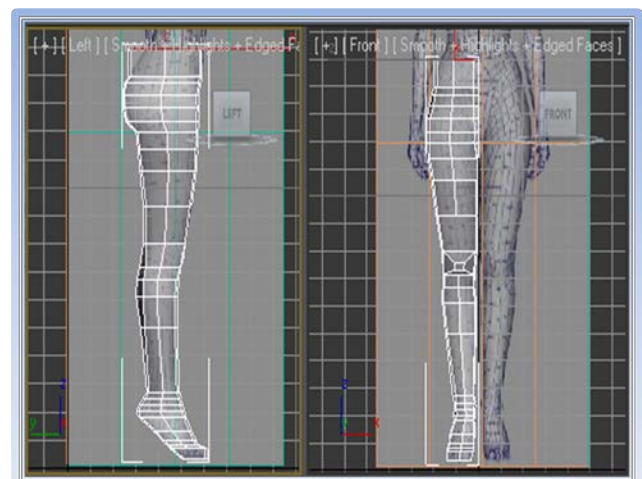 [ + ] [ Left ] [ Smooth + Highlights + Edged Fa
[ + ] [ Front ] [ Smooth + Highlights + Edged Faces ]
LEFT
FRONT
z
y
z
x